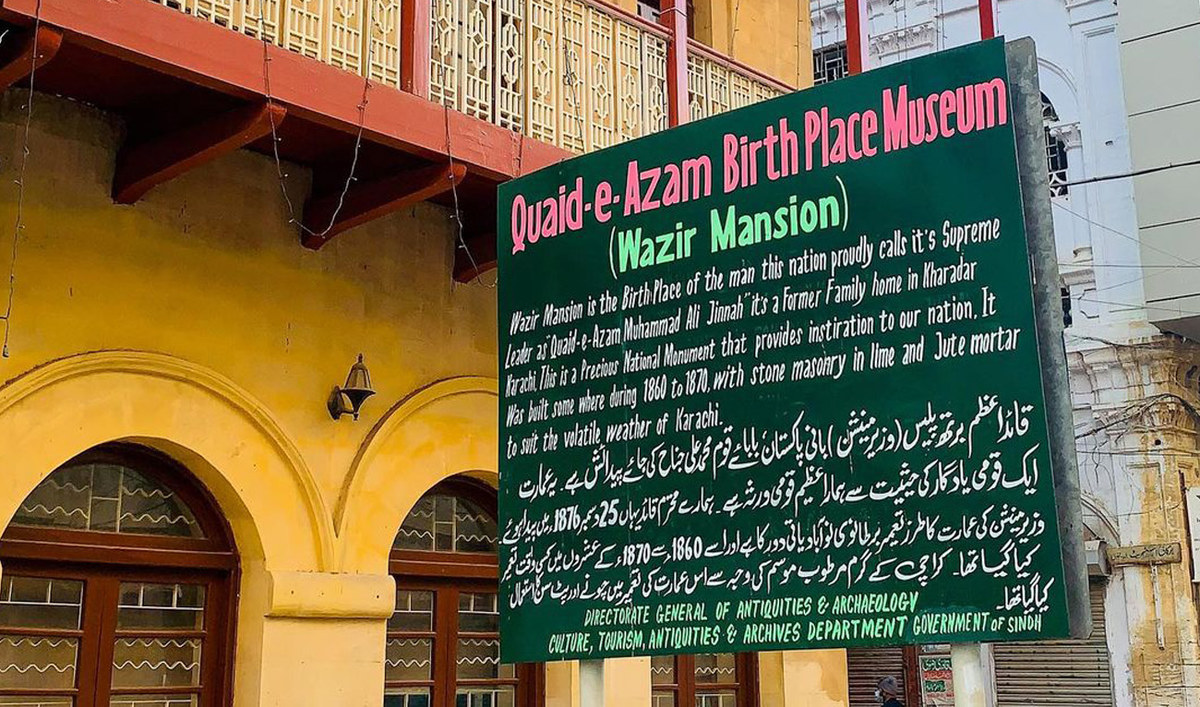 Quaid-e-Azam Birth Place Museum
(Wazir Mansion)
Wazir Mansion is the Birth Place of the man this nation proudly calls it's Supreme
Leader as "Quaid-e-Azam Muhammad Ali Jinnah" it's a Former Family home in Kharadar
Karachi. This is a Precious National Monument that provides instiration to our nation. It
Was built some where during 1860 to 1870, with stone masonry in lime and Jute mortar
to suit the volatile weather of Karachi.
قائداعظم برتھ پلیس (وزیر مینشن) بانی پاکستان بابائے قوم محمد علی جناح کی جائے پیدائش ہے۔ یہ عمارت
ایک قومی یادگار کی حیثیت سے ہمارا عظیم قومی ورثہ ہے۔ ہمارے محترم قائد یہاں 25 دسمبر 1876ء میں پیدا ہوئے۔
وزیر مینشن کی عمارت کا طرز تعمیر برطانوی نوآبادیاتی دور کا ہے اور اسے 1860ء سے 1870ء کے عشروں میں کسی وقت تعمیر
کیا گیا تھا۔ کراچی کے گرم مرطوب موسم کی وجہ سے اس عمارت کی تعمیر میں چونے اور پٹ سن استعمال
کیا گیا تھا۔
DIRECTORATE GENERAL OF ANTIQUITIES & ARCHAEOLOGY
CULTURE, TOURISM, ANTIQUITIES & ARCHIVES DEPARTMENT GOVERNMENT OF SINDH